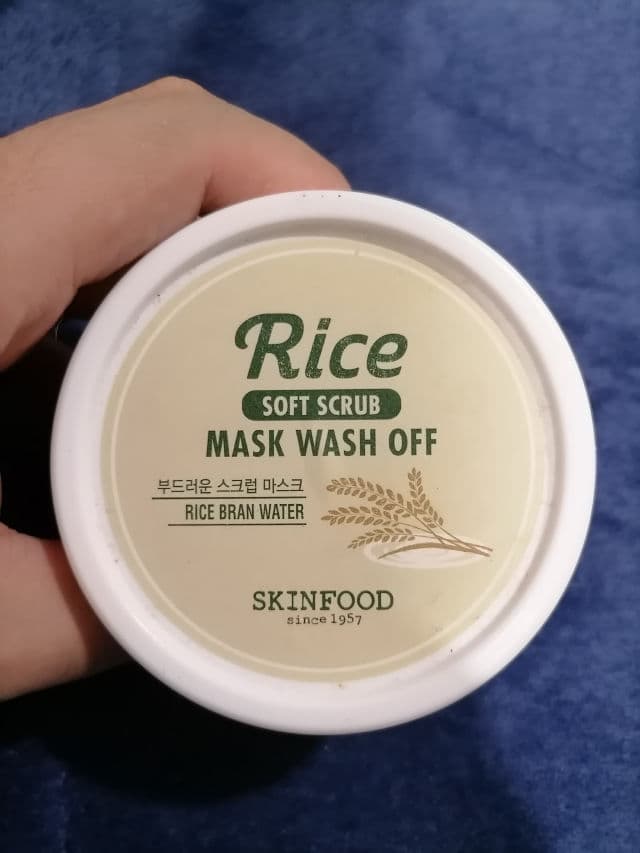 Rice
SOFT SCRUB
MASK WASH OFF
부드러운 스크럽 마스크
RICE BRAN WATER
SKINFOOD
since 1957